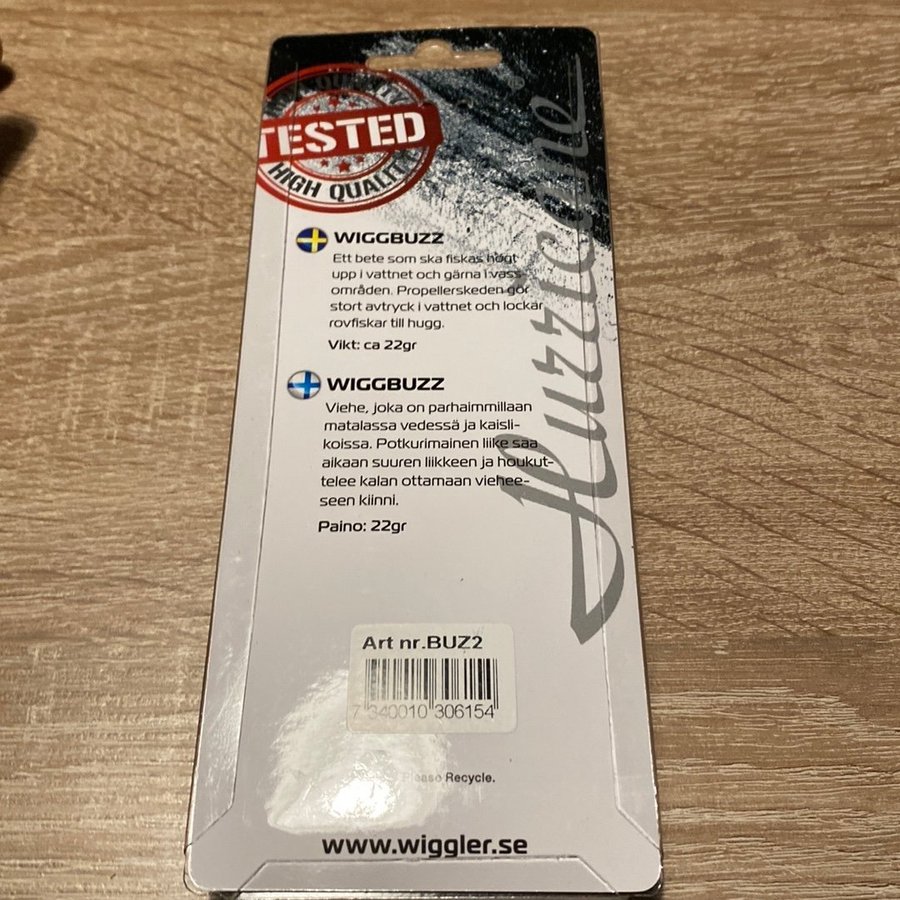 TESTED
HIGH QUALITY
Hurricane
WIGGBUZZ
Ett bete som ska fiskas högt
upp i vattnet och gärna i vass-
områden. Propellerskeden gör
stort avtryck i vattnet och lockar
rovfiskar till hugg.
Vikt: ca 22gr
WIGGBUZZ
Viehe, joka on parhaimmillaan
matalassa vedessä ja kaisli-
koissa. Potkurimainen liike saa
aikaan suuren liikkeen ja houkut-
telee kalan ottamaan viehee-
seen kiinni.
Paino: 22gr
Art nr.BUZ2
7 340010 306154
Please Recycle.
www.wiggler.se